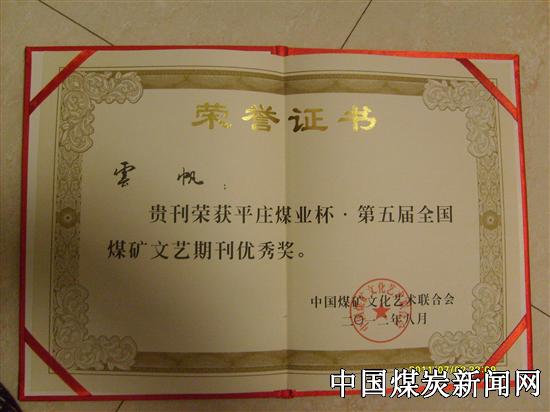 荣誉证书
雲 帆：
贵刊荣获平庄煤业杯·第五届全国
煤矿文艺期刊优秀奖。
中国煤矿文化艺术联合会
二〇一二年八月
中国煤炭新闻网